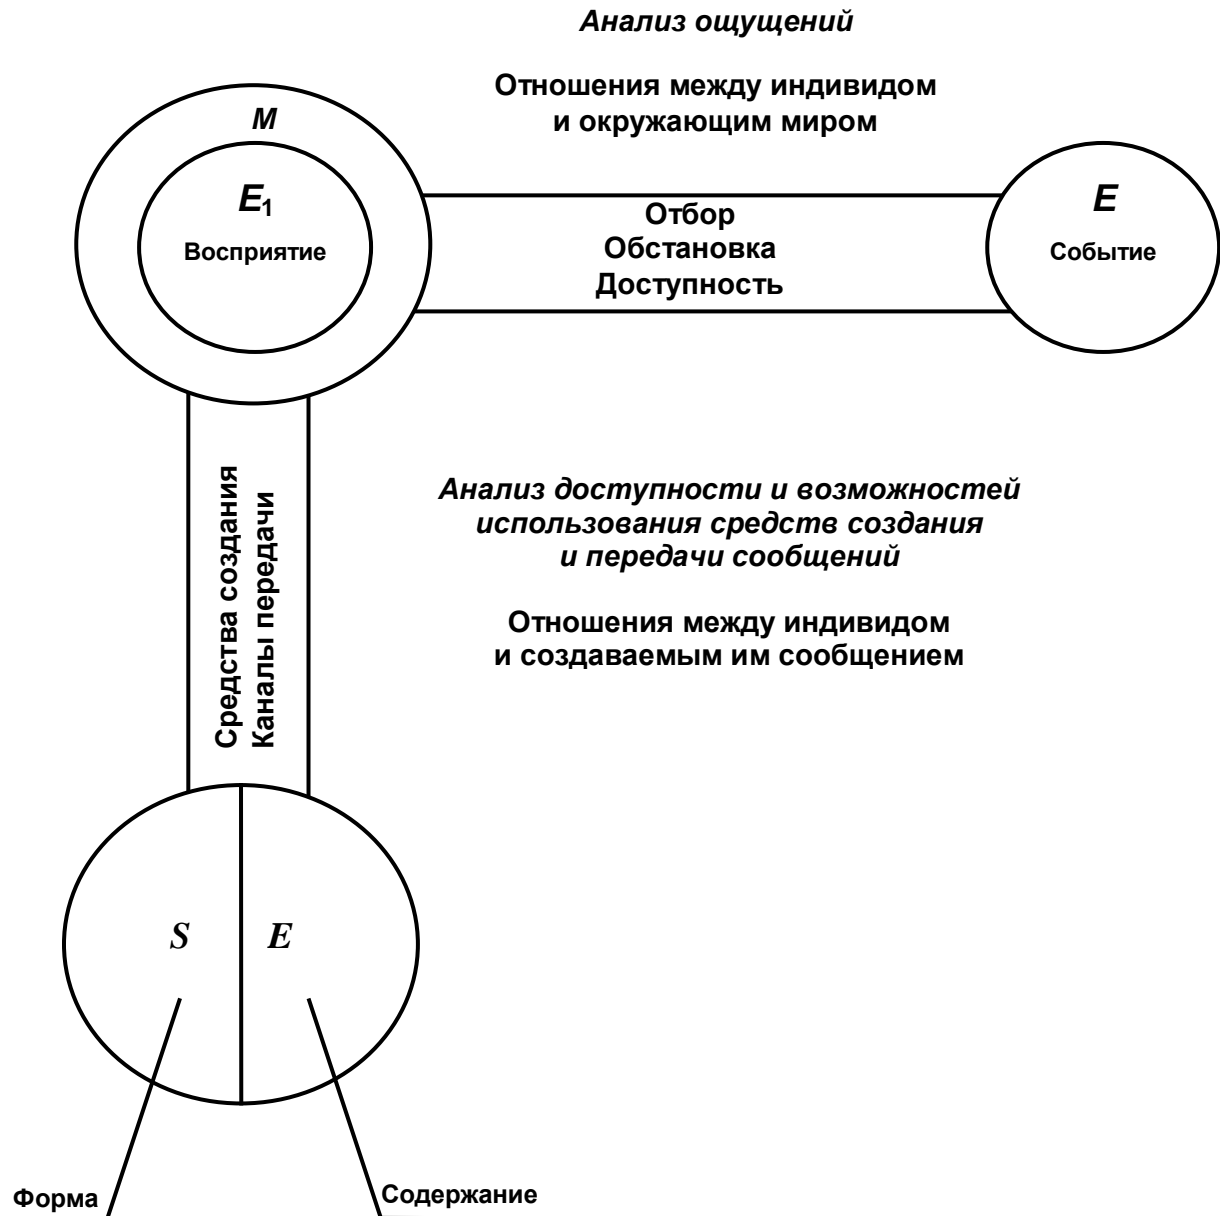 Анализ ощущений
Отношения между индивидом
и окружающим миром
M
E₁
Восприятие
Отбор
Обстановка
Доступность
E
Событие
Средства создания
Каналы передачи
Анализ доступности и возможностей
использования средств создания
и передачи сообщений
Отношения между индивидом
и создаваемым им сообщением
S
E
Форма
Содержание